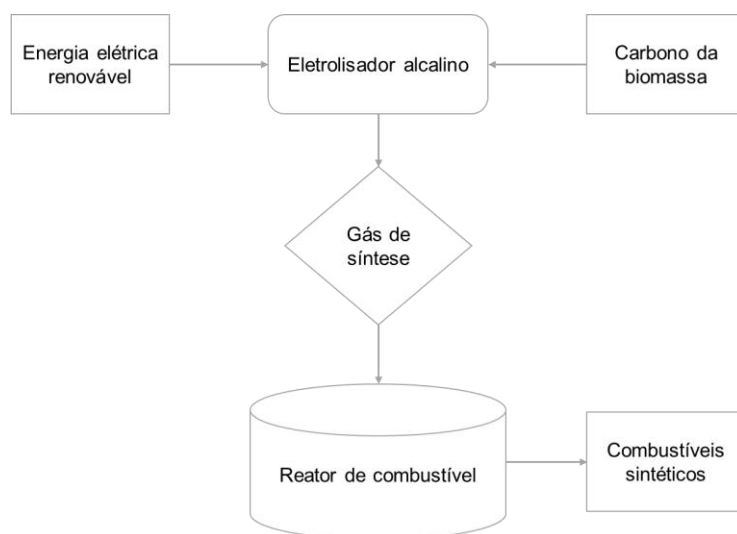 Energia elétrica
renovável
Eletrolisador alcalino
Carbono da
biomassa
Gás de
síntese
Reator de combustível
Combustíveis
sintéticos